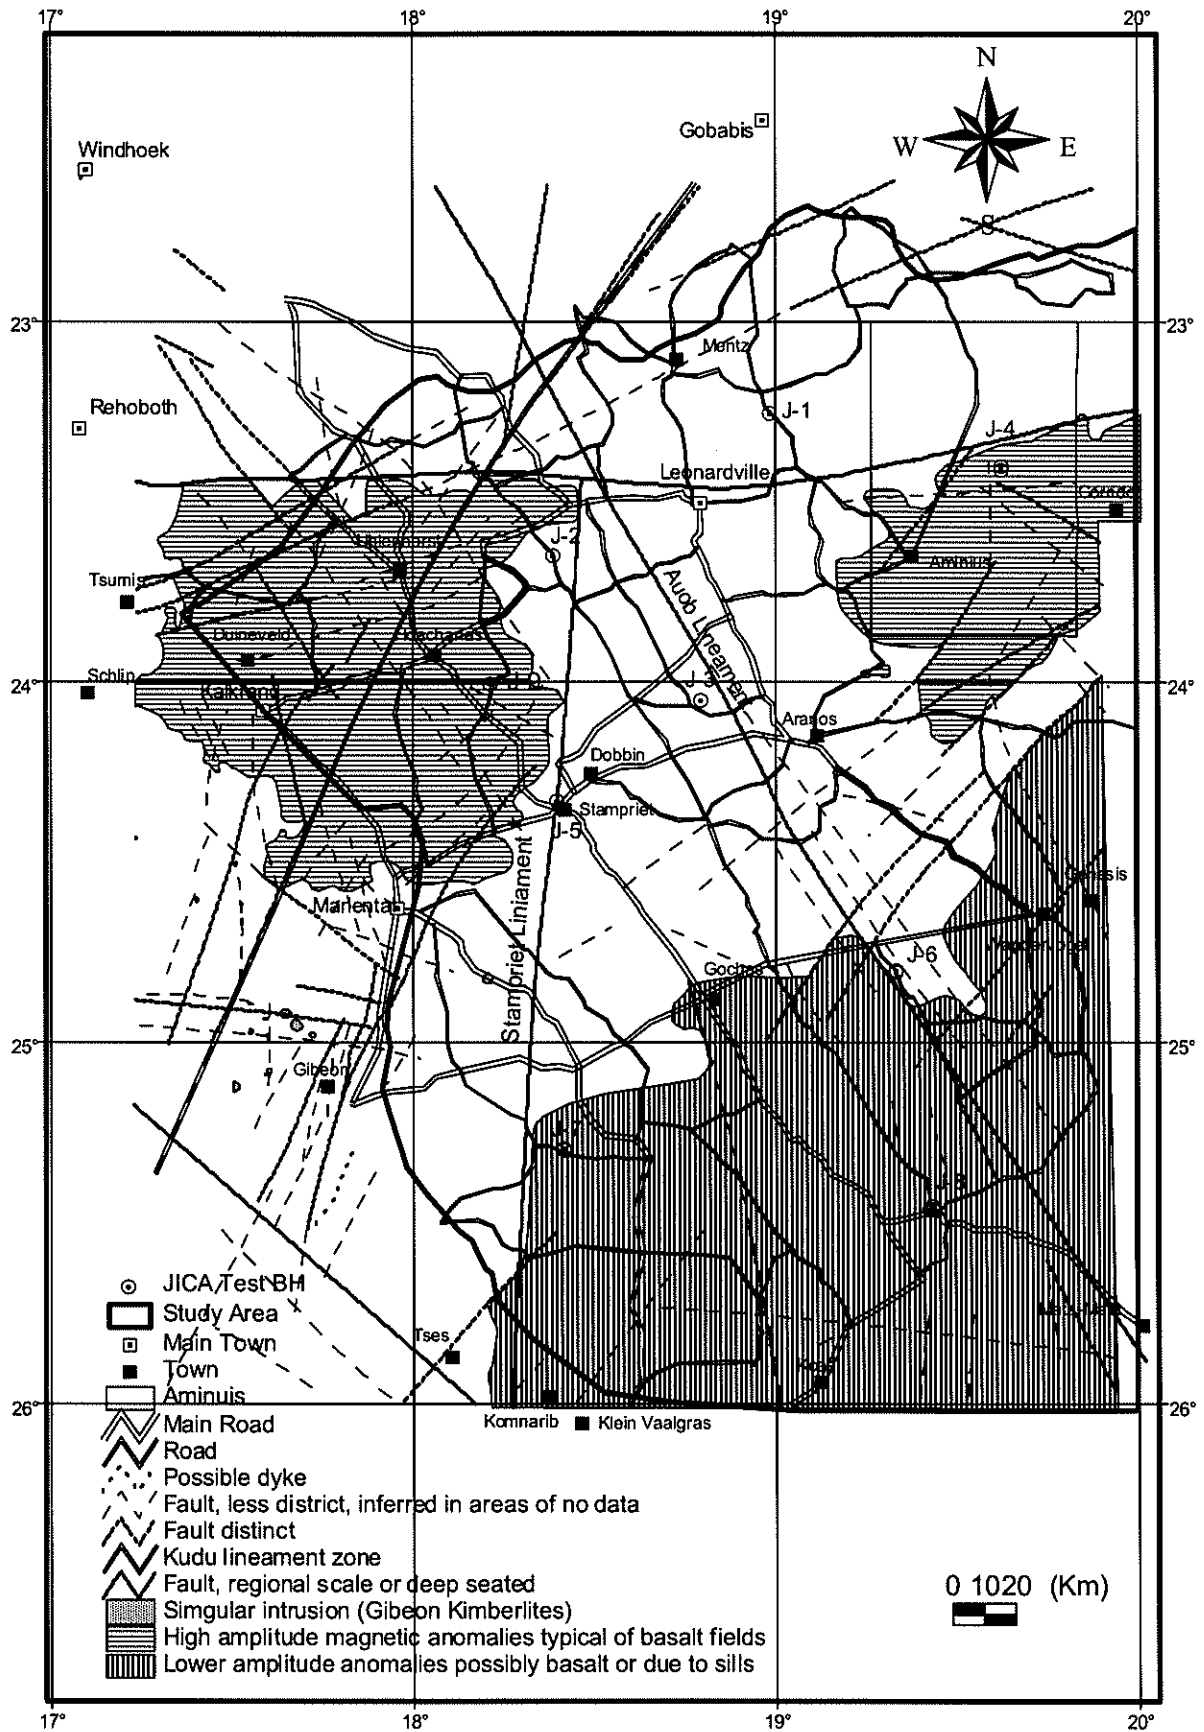 17°
18°
19°
20°
N
Gobabis
W
E
Windhoek
S
23°
23°
Mentz
Rehoboth
J-1
J-4
Leonardville
J-2
Aminius
Tsumis
Auob Lineament
Duineveld
Schlip
Kalkrand
24°
24°
J-3
Aranos
Dobbin
Stampriet
J-5
Genesis
Mariental
Stampriet Liniament
J-6
Gochas
25°
25°
Gibeon
J-8
JICA Test BH
Study Area
Main Town
Tses
Town
Koes
Aminuis
26°
26°
Main Road
Komnarib
Klein Vaalgras
Road
Possible dyke
Fault, less district, inferred in areas of no data
Fault distinct
Kudu lineament zone
Fault, regional scale or deep seated
0 1020 (Km)
Simgular intrusion (Gibeon Kimberlites)
High amplitude magnetic anomalies typical of basalt fields
Lower amplitude anomalies possibly basalt or due to sills
17°
18°
19°
20°